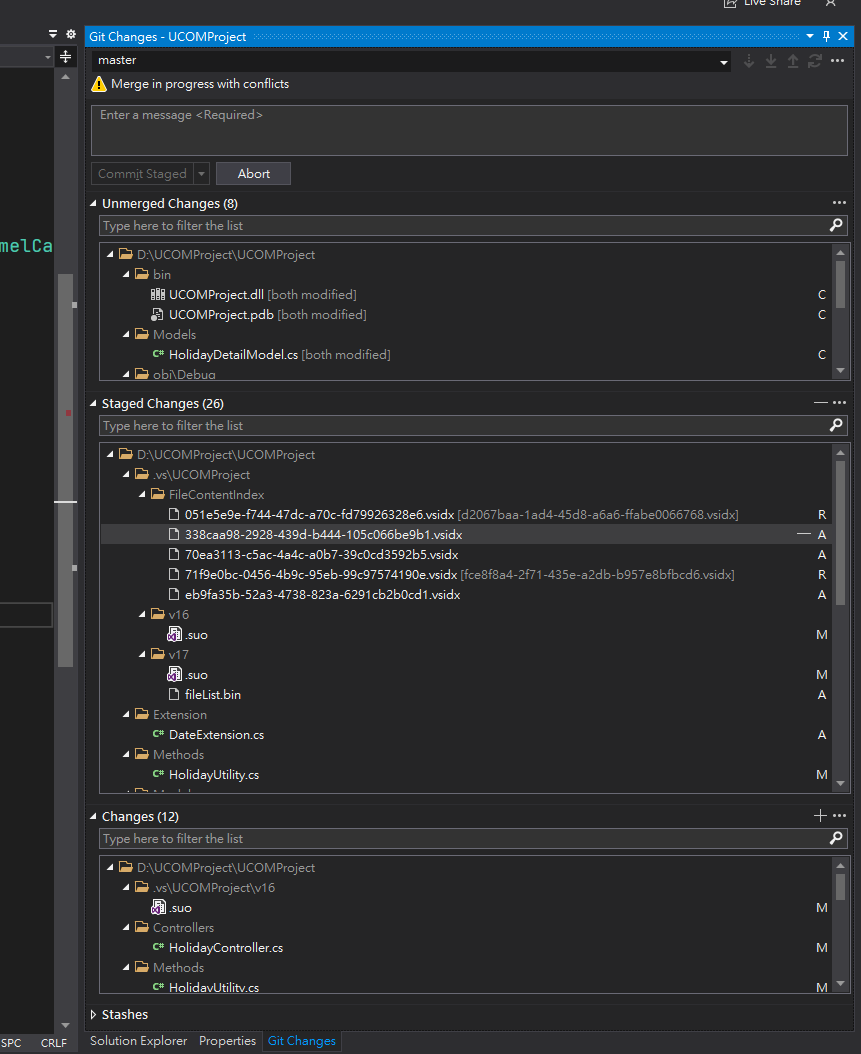 Live Share
Git Changes - UCOMProject
master
Merge in progress with conflicts
Enter a message <Required>
Commit Staged
Abort
Unmerged Changes (8)
Type here to filter the list
D:\UCOMProject\UCOMProject
bin
melCa
UCOMProject.dll [both modified] C
UCOMProject.pdb [both modified] C
Models
HolidayDetailModel.cs [both modified] C
obj\Debug
Staged Changes (26)
Type here to filter the list
D:\UCOMProject\UCOMProject
.vs\UCOMProject
FileContentIndex
051e5e9e-f744-47dc-a70c-fd79926328e6.vsidx [d2067baa-1ad4-45d8-a6a6-ffabe0066768.vsidx] R
338caa98-2928-439d-b444-105c066be9b1.vsidx A
70ea3113-c5ac-4a4c-a0b7-39c0cd3592b5.vsidx A
71f9e0bc-0456-4b9c-95eb-99c97574190e.vsidx [fce8f8a4-2f71-435e-a2db-b957e8bfbcd6.vsidx] R
eb9fa35b-52a3-4738-823a-6291cb2b0cd1.vsidx A
v16
.suo M
v17
.suo M
fileList.bin A
Extension
C# DateExtension.cs A
Methods
C# HolidayUtility.cs M
Changes (12)
Type here to filter the list
D:\UCOMProject\UCOMProject
.vs\UCOMProject\v16
.suo M
Controllers
C# HolidayController.cs M
Methods
C# HolidayUtility.cs M
Stashes
SPC CRLF
Solution Explorer Properties Git Changes